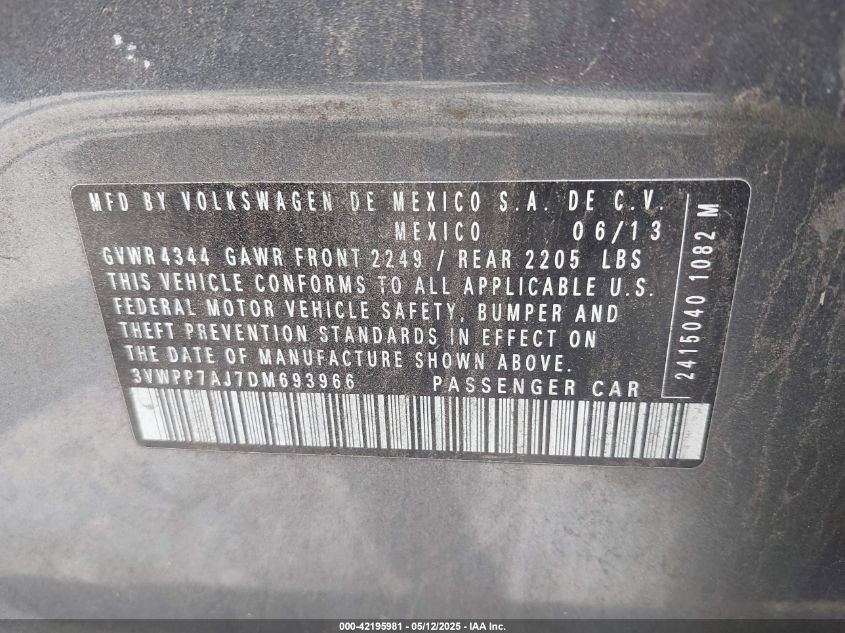 MFD BY VOLKSWAGEN DE MEXICO S.A. DE C.V.
MEXICO 06/13
GVWR4344 GAWR FRONT 2249 / REAR 2205 LBS
THIS VEHICLE CONFORMS TO ALL APPLICABLE U.S.
FEDERAL MOTOR VEHICLE SAFETY, BUMPER AND
THEFT PREVENTION STANDARDS IN EFFECT ON
THE DATE OF MANUFACTURE SHOWN ABOVE.
3VWPP7AJ7DM693966 PASSENGER CAR
2415040 1082 M
000-42195981 - 05/12/2025 - IAA Inc.